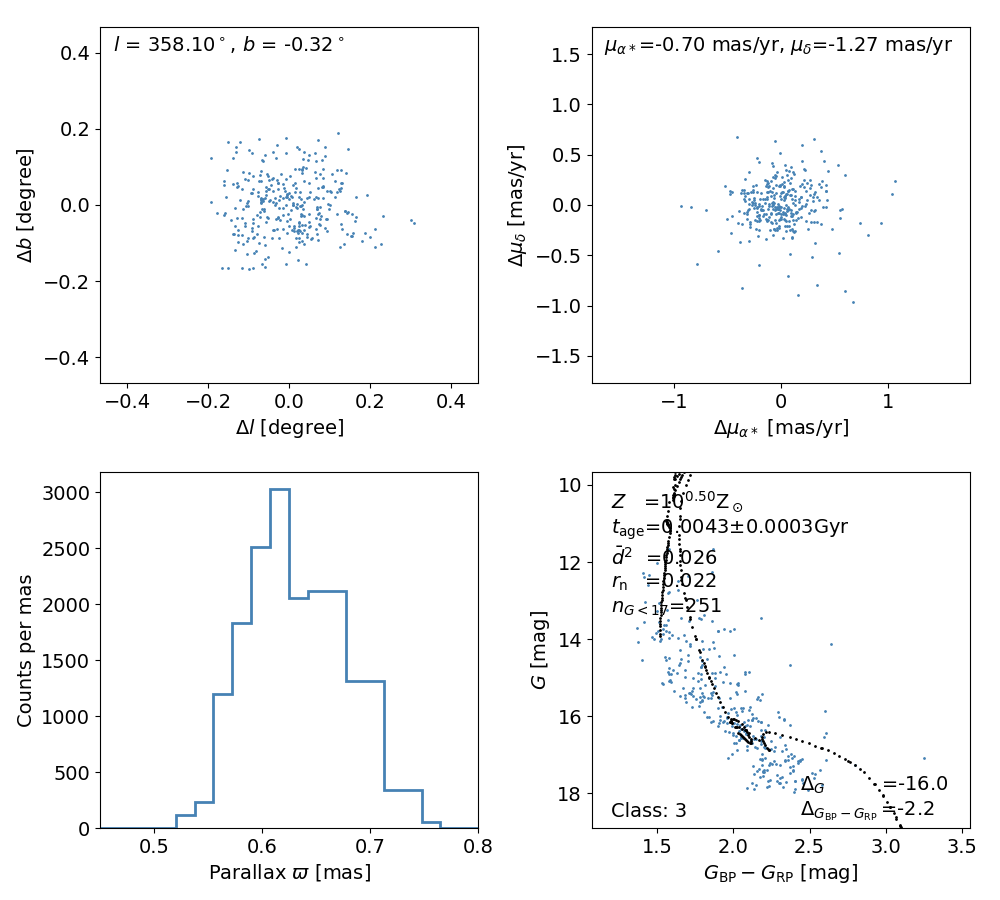 l = 358.10°, b = -0.32°
0.4
0.2
0.0
−0.2
−0.4
Δb [degree]
−0.4 −0.2 0.0 0.2 0.4
Δl [degree]
μα∗=-0.70 mas/yr, μδ=-1.27 mas/yr
1.5
1.0
0.5
0.0
−0.5
−1.0
−1.5
Δμδ [mas/yr]
−1 0 1
Δμα∗ [mas/yr]
3000
2500
2000
1500
1000
500
0
Counts per mas
0.5 0.6 0.7 0.8
Parallax ϖ [mas]
10
12
14
16
18
G [mag]
Z =10^0.50 Z⊙
tage=0.0043±0.0003Gyr
d̄² =0.026
rn =0.022
nG<17=251
ΔG =-16.0
ΔGBP−GRP=-2.2
Class: 3
1.5 2.0 2.5 3.0 3.5
GBP − GRP [mag]